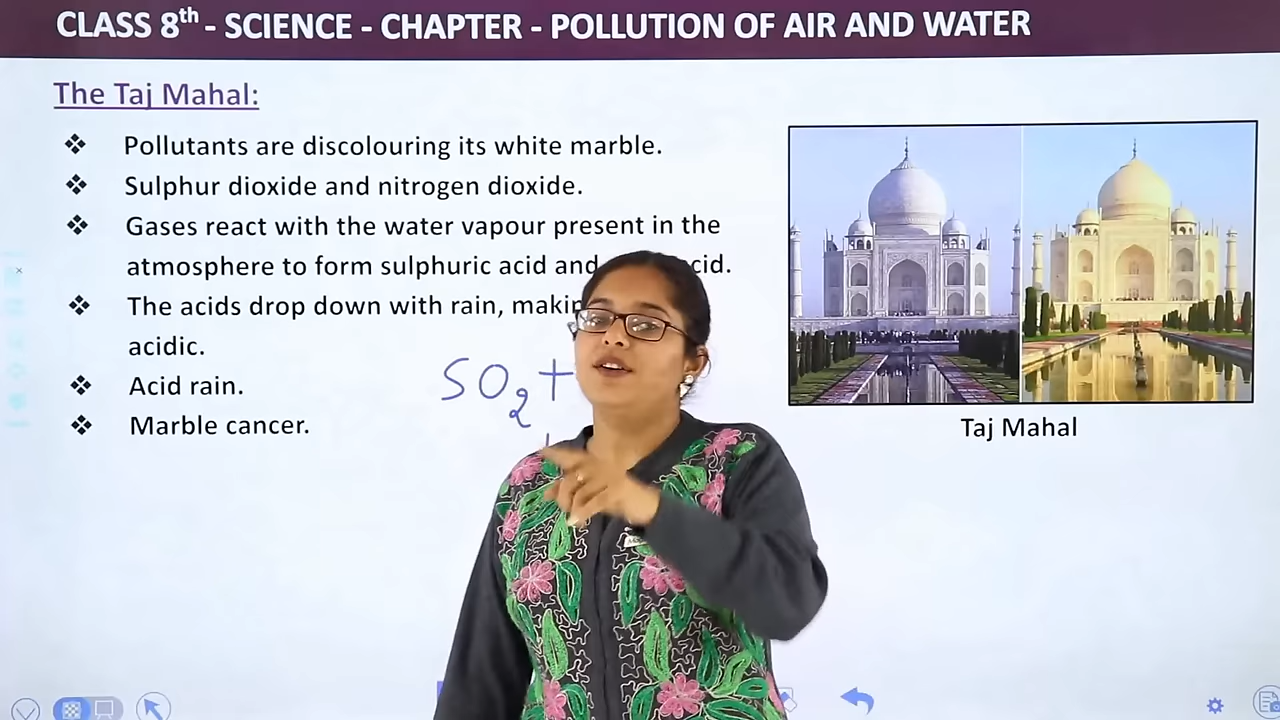 CLASS 8th - SCIENCE - CHAPTER - POLLUTION OF AIR AND WATER
The Taj Mahal:
❖ Pollutants are discolouring its white marble.
❖ Sulphur dioxide and nitrogen dioxide.
❖ Gases react with the water vapour present in the
atmosphere to form sulphuric acid and cid.
❖ The acids drop down with rain, makin
acidic.
❖ Acid rain.
❖ Marble cancer.
SO2 +
Taj Mahal